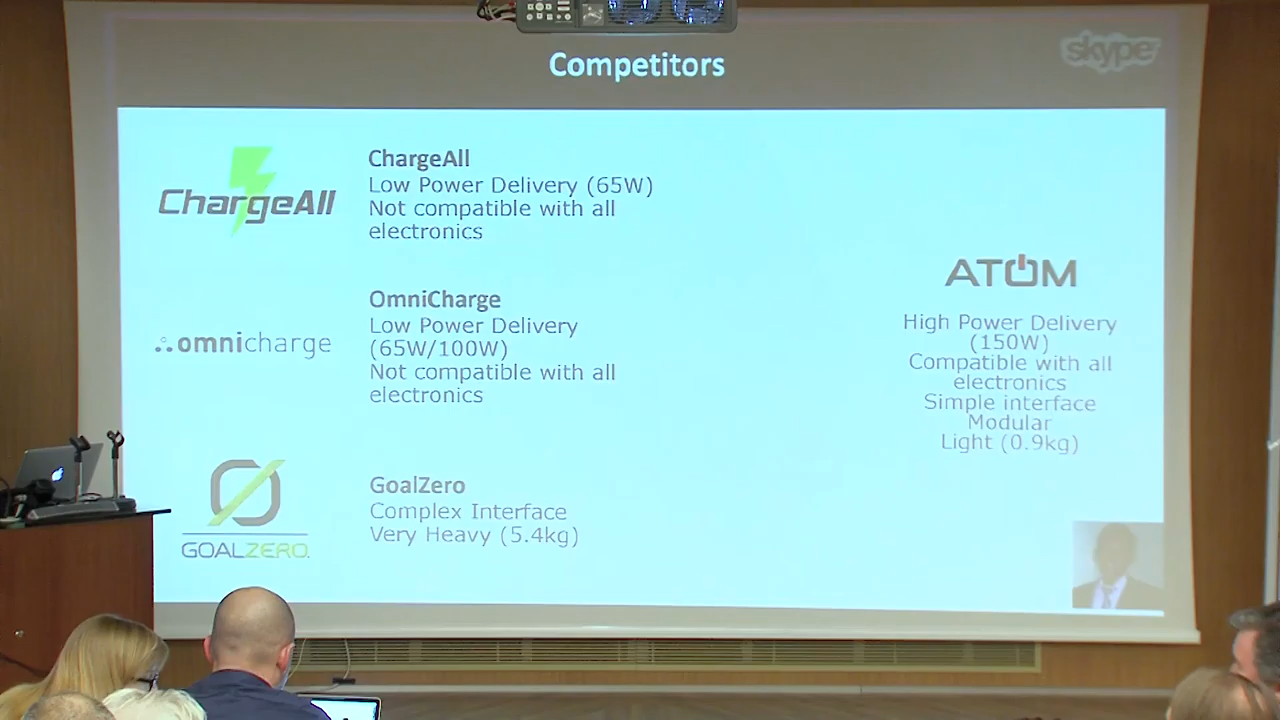 Competitors
skype
ChargeAll
ChargeAll
Low Power Delivery (65W)
Not compatible with all
electronics
omnicharge
OmniCharge
Low Power Delivery
(65W/100W)
Not compatible with all
electronics
GOALZERO
GoalZero
Complex Interface
Very Heavy (5.4kg)
ATOM
High Power Delivery
(150W)
Compatible with all
electronics
Simple interface
Modular
Light (0.9kg)